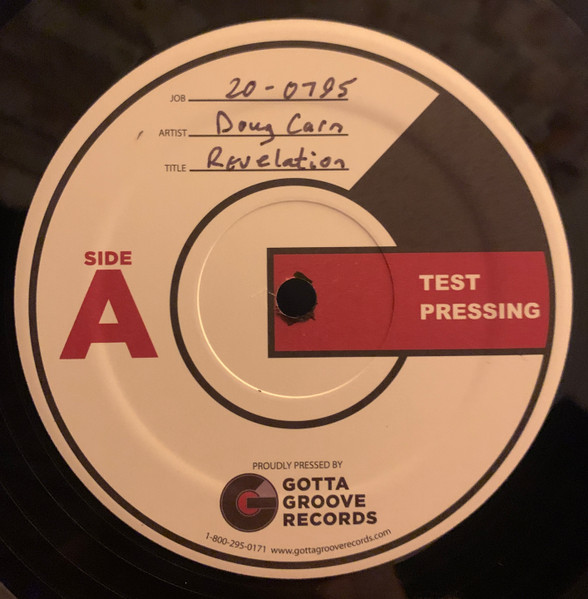 JOB 20-0795
ARTIST Doug Carn
TITLE Revelation
SIDE
A
TEST
PRESSING
PROUDLY PRESSED BY
GOTTA
GROOVE
RECORDS
1-800-295-0171 www.gottagrooverecords.com